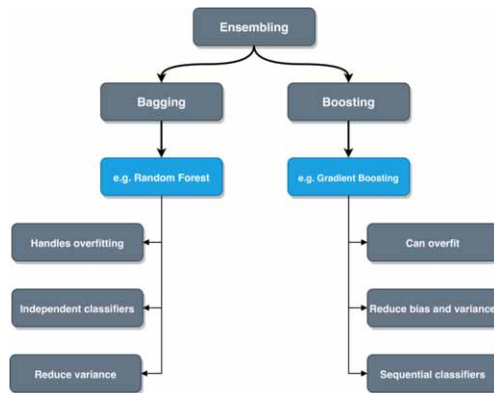 Ensembling
Bagging
Boosting
e.g. Random Forest
e.g. Gradient Boosting
Handles overfitting
Can overfit
Independent classifiers
Reduce bias and variance
Reduce variance
Sequential classifiers